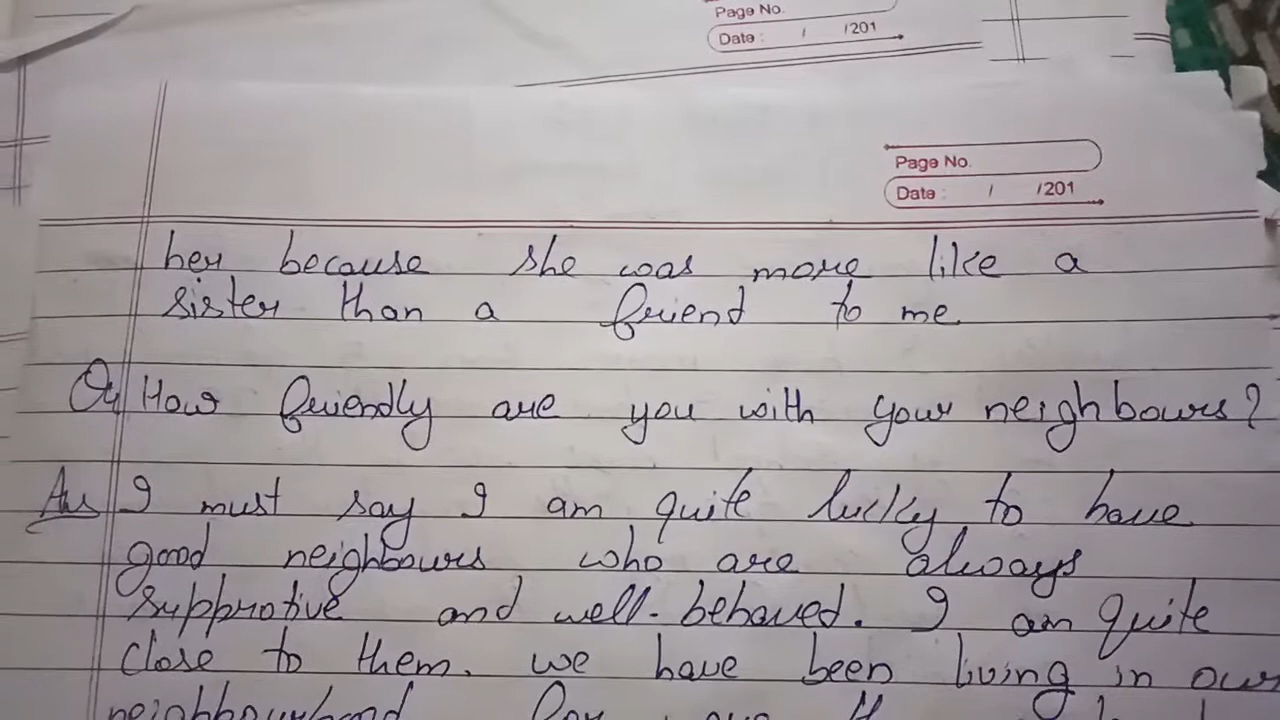 Page No.
Date : / /201
Page No.
Date : / /201
her because she was more like a
sister than a friend to me.
Q4 How friendly are you with your neighbours?
Ans I must say I am quite lucky to have
good neighbours who are always
supprotive and well-behaved. I am quite
close to them. we have been living in our